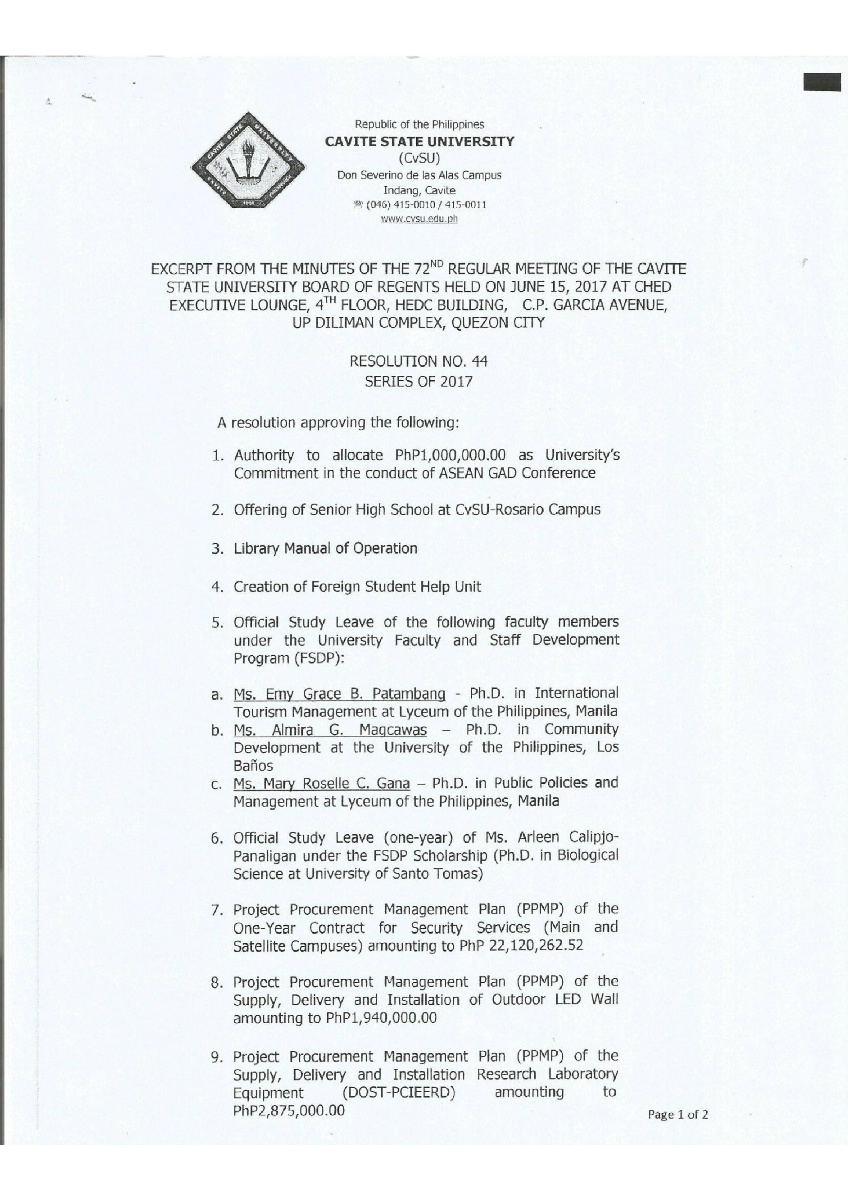 Republic of the Philippines
CAVITE STATE UNIVERSITY
(CvSU)
Don Severino de las Alas Campus
Indang, Cavite
☏ (046) 415-0010 / 415-0011
www.cvsu.edu.ph
EXCERPT FROM THE MINUTES OF THE 72ND REGULAR MEETING OF THE CAVITE
STATE UNIVERSITY BOARD OF REGENTS HELD ON JUNE 15, 2017 AT CHED
EXECUTIVE LOUNGE, 4TH FLOOR, HEDC BUILDING, C.P. GARCIA AVENUE,
UP DILIMAN COMPLEX, QUEZON CITY
RESOLUTION NO. 44
SERIES OF 2017
A resolution approving the following:
1. Authority to allocate PhP1,000,000.00 as University's
Commitment in the conduct of ASEAN GAD Conference
2. Offering of Senior High School at CvSU-Rosario Campus
3. Library Manual of Operation
4. Creation of Foreign Student Help Unit
5. Official Study Leave of the following faculty members
under the University Faculty and Staff Development
Program (FSDP):
a. Ms. Emy Grace B. Patambang - Ph.D. in International
Tourism Management at Lyceum of the Philippines, Manila
b. Ms. Almira G. Magcawas – Ph.D. in Community
Development at the University of the Philippines, Los
Baños
c. Ms. Mary Roselle C. Gana – Ph.D. in Public Policies and
Management at Lyceum of the Philippines, Manila
6. Official Study Leave (one-year) of Ms. Arleen Calipjo-
Panaligan under the FSDP Scholarship (Ph.D. in Biological
Science at University of Santo Tomas)
7. Project Procurement Management Plan (PPMP) of the
One-Year Contract for Security Services (Main and
Satellite Campuses) amounting to PhP 22,120,262.52
8. Project Procurement Management Plan (PPMP) of the
Supply, Delivery and Installation of Outdoor LED Wall
amounting to PhP1,940,000.00
9. Project Procurement Management Plan (PPMP) of the
Supply, Delivery and Installation Research Laboratory
Equipment (DOST-PCIEERD) amounting to
PhP2,875,000.00
Page 1 of 2